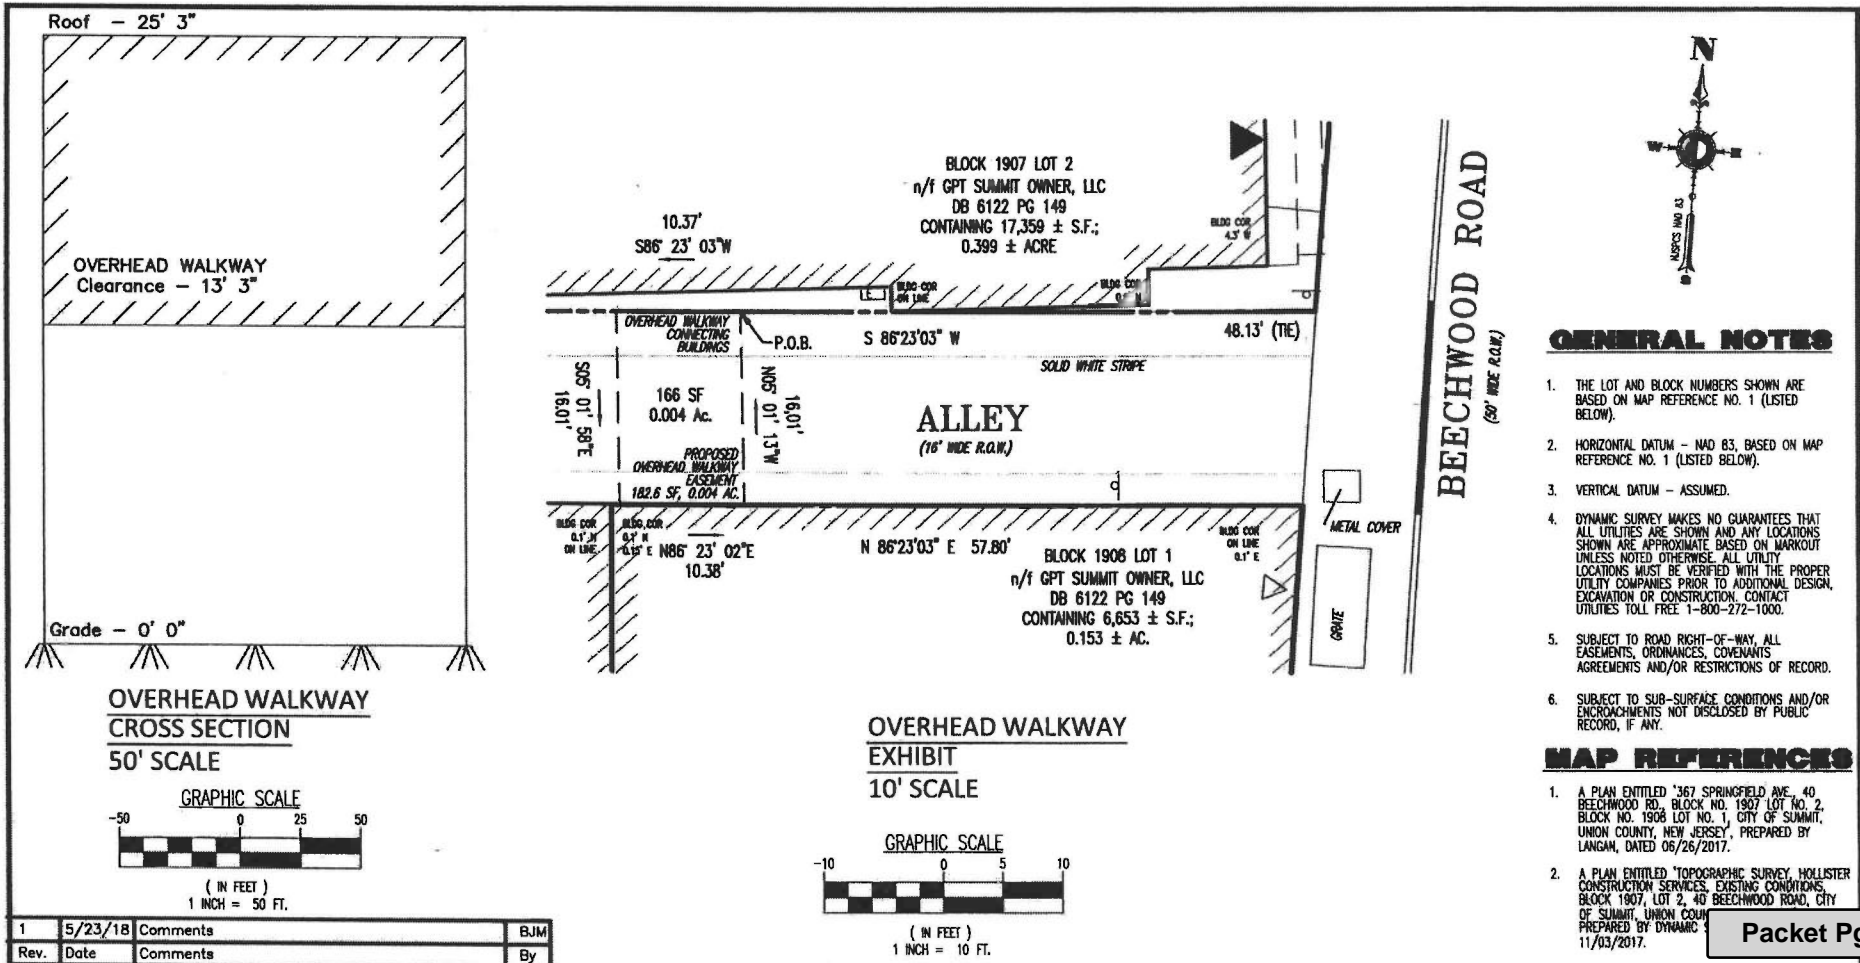 Roof - 25' 3"
OVERHEAD WALKWAY
Clearance - 13' 3"
Grade - 0' 0"
OVERHEAD WALKWAY
CROSS SECTION
50' SCALE
GRAPHIC SCALE
-50 0 25 50
( IN FEET )
1 INCH = 50 FT.
1 5/23/18 Comments BJM
Rev. Date Comments By
10.37'
S86° 23' 03"W
BLOCK 1907 LOT 2
n/f GPT SUMMIT OWNER, LLC
DB 6122 PG 149
CONTAINING 17,359 ± S.F.;
0.399 ± ACRE
BLDG COR
4.3' W
BLDG COR
ON LINE
E
BLDG COR
OVERHEAD WALKWAY
CONNECTING
BUILDINGS
P.O.B.
S 86°23'03" W
48.13' (TIE)
SOLID WHITE STRIPE
S05° 01' 58"E
16.01'
166 SF
0.004 Ac.
16.01'
N05° 01' 13"W
ALLEY
(16' WIDE R.O.W.)
PROPOSED
OVERHEAD WALKWAY
EASEMENT
182.6 SF, 0.004 AC.
BLDG COR
0.1' N
ON LINE
BLDG COR
0.1' N
0.15' E
N86° 23' 02"E
10.38'
N 86°23'03" E 57.80'
BLDG COR
ON LINE
0.1' E
METAL COVER
BLOCK 1908 LOT 1
n/f GPT SUMMIT OWNER, LLC
DB 6122 PG 149
CONTAINING 6,653 ± S.F.;
0.153 ± AC.
GRATE
BEECHWOOD ROAD
(50' WIDE R.O.W.)
OVERHEAD WALKWAY
EXHIBIT
10' SCALE
GRAPHIC SCALE
-10 0 5 10
( IN FEET )
1 INCH = 10 FT.
N
W E
NJSPCS NAD 83
S
GENERAL NOTES
1. THE LOT AND BLOCK NUMBERS SHOWN ARE
BASED ON MAP REFERENCE NO. 1 (LISTED
BELOW).
2. HORIZONTAL DATUM - NAD 83, BASED ON MAP
REFERENCE NO. 1 (LISTED BELOW).
3. VERTICAL DATUM - ASSUMED.
4. DYNAMIC SURVEY MAKES NO GUARANTEES THAT
ALL UTILITIES ARE SHOWN AND ANY LOCATIONS
SHOWN ARE APPROXIMATE BASED ON MARKOUT
UNLESS NOTED OTHERWISE. ALL UTILITY
LOCATIONS MUST BE VERIFIED WITH THE PROPER
UTILITY COMPANIES PRIOR TO ADDITIONAL DESIGN,
EXCAVATION OR CONSTRUCTION. CONTACT
UTILITIES TOLL FREE 1-800-272-1000.
5. SUBJECT TO ROAD RIGHT-OF-WAY, ALL
EASEMENTS, ORDINANCES, COVENANTS
AGREEMENTS AND/OR RESTRICTIONS OF RECORD.
6. SUBJECT TO SUB-SURFACE CONDITIONS AND/OR
ENCROACHMENTS NOT DISCLOSED BY PUBLIC
RECORD, IF ANY.
MAP REFERENCES
1. A PLAN ENTITLED "367 SPRINGFIELD AVE., 40
BEECHWOOD RD., BLOCK NO. 1907 LOT NO. 2,
BLOCK NO. 1908 LOT NO. 1, CITY OF SUMMIT,
UNION COUNTY, NEW JERSEY", PREPARED BY
LANGAN, DATED 06/26/2017.
2. A PLAN ENTITLED "TOPOGRAPHIC SURVEY, HOLLISTER
CONSTRUCTION SERVICES, EXISTING CONDITIONS,
BLOCK 1907, LOT 2, 40 BEECHWOOD ROAD, CITY
OF SUMMIT, UNION COUN
PREPARED BY DYNAMIC S
11/03/2017.
Packet Pg